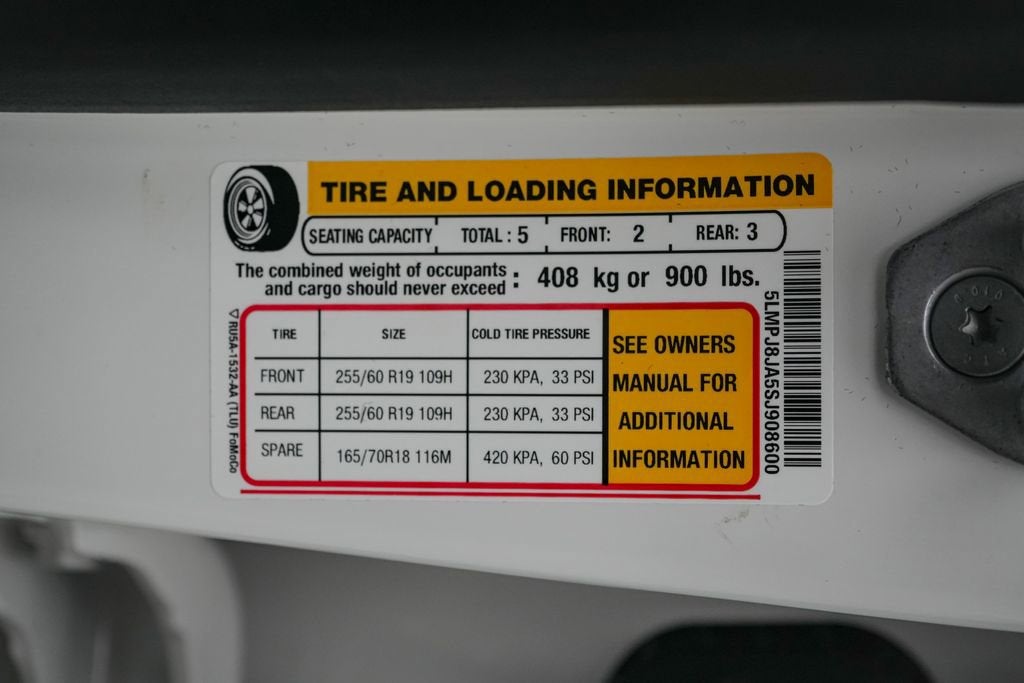 TIRE AND LOADING INFORMATION
SEATING CAPACITY TOTAL : 5 FRONT: 2 REAR: 3
The combined weight of occupants
and cargo should never exceed : 408 kg or 900 lbs.
TIRE SIZE COLD TIRE PRESSURE
FRONT 255/60 R19 109H 230 KPA, 33 PSI
REAR 255/60 R19 109H 230 KPA, 33 PSI
SPARE 165/70R18 116M 420 KPA, 60 PSI
SEE OWNERS
MANUAL FOR
ADDITIONAL
INFORMATION
5LMPJ8JA5SJ908600
RU5A-1532-AA (TLU) FoMoCo